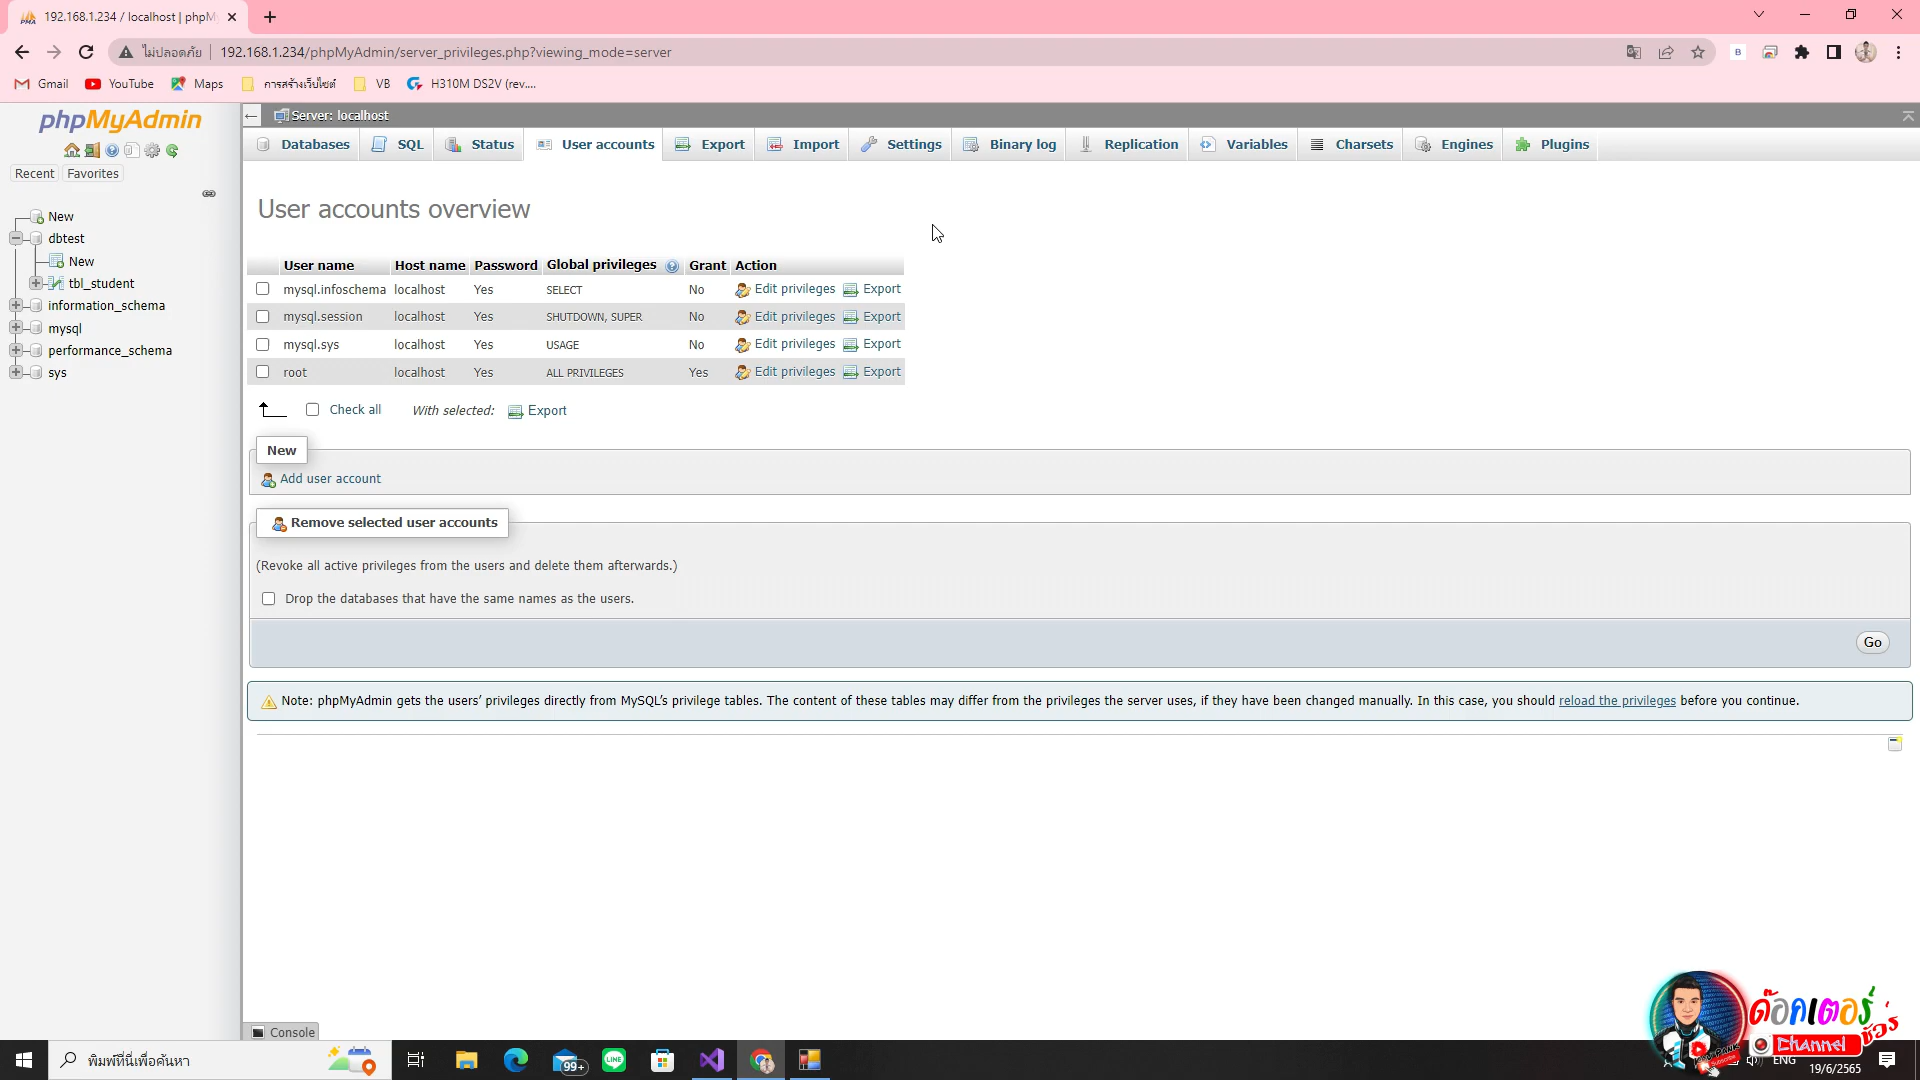 192.168.1.234 / localhost | phpM
ไม่ปลอดภัย | 192.168.1.234/phpMyAdmin/server_privileges.php?viewing_mode=server
Gmail YouTube Maps การสร้างเว็บไซต์ VB H310M DS2V (rev....
phpMyAdmin
Recent Favorites
New
dbtest
New
tbl_student
information_schema
mysql
performance_schema
sys
Server: localhost
Databases SQL Status User accounts Export Import Settings Binary log Replication Variables Charsets Engines Plugins
User accounts overview
User name Host name Password Global privileges Grant Action
mysql.infoschema localhost Yes SELECT No Edit privileges Export
mysql.session localhost Yes SHUTDOWN, SUPER No Edit privileges Export
mysql.sys localhost Yes USAGE No Edit privileges Export
root localhost Yes ALL PRIVILEGES Yes Edit privileges Export
Check all With selected: Export
New
Add user account
Remove selected user accounts
(Revoke all active privileges from the users and delete them afterwards.)
Drop the databases that have the same names as the users.
Go
Note: phpMyAdmin gets the users’ privileges directly from MySQL’s privilege tables. The content of these tables may differ from the privileges the server uses, if they have been changed manually. In this case, you should reload the privileges before you continue.
Console
ด๊อคเตอร์
ชัวร์
Channel
พิมพ์ที่นี่เพื่อค้นหา
99+
LINE
ENG
19/6/2565